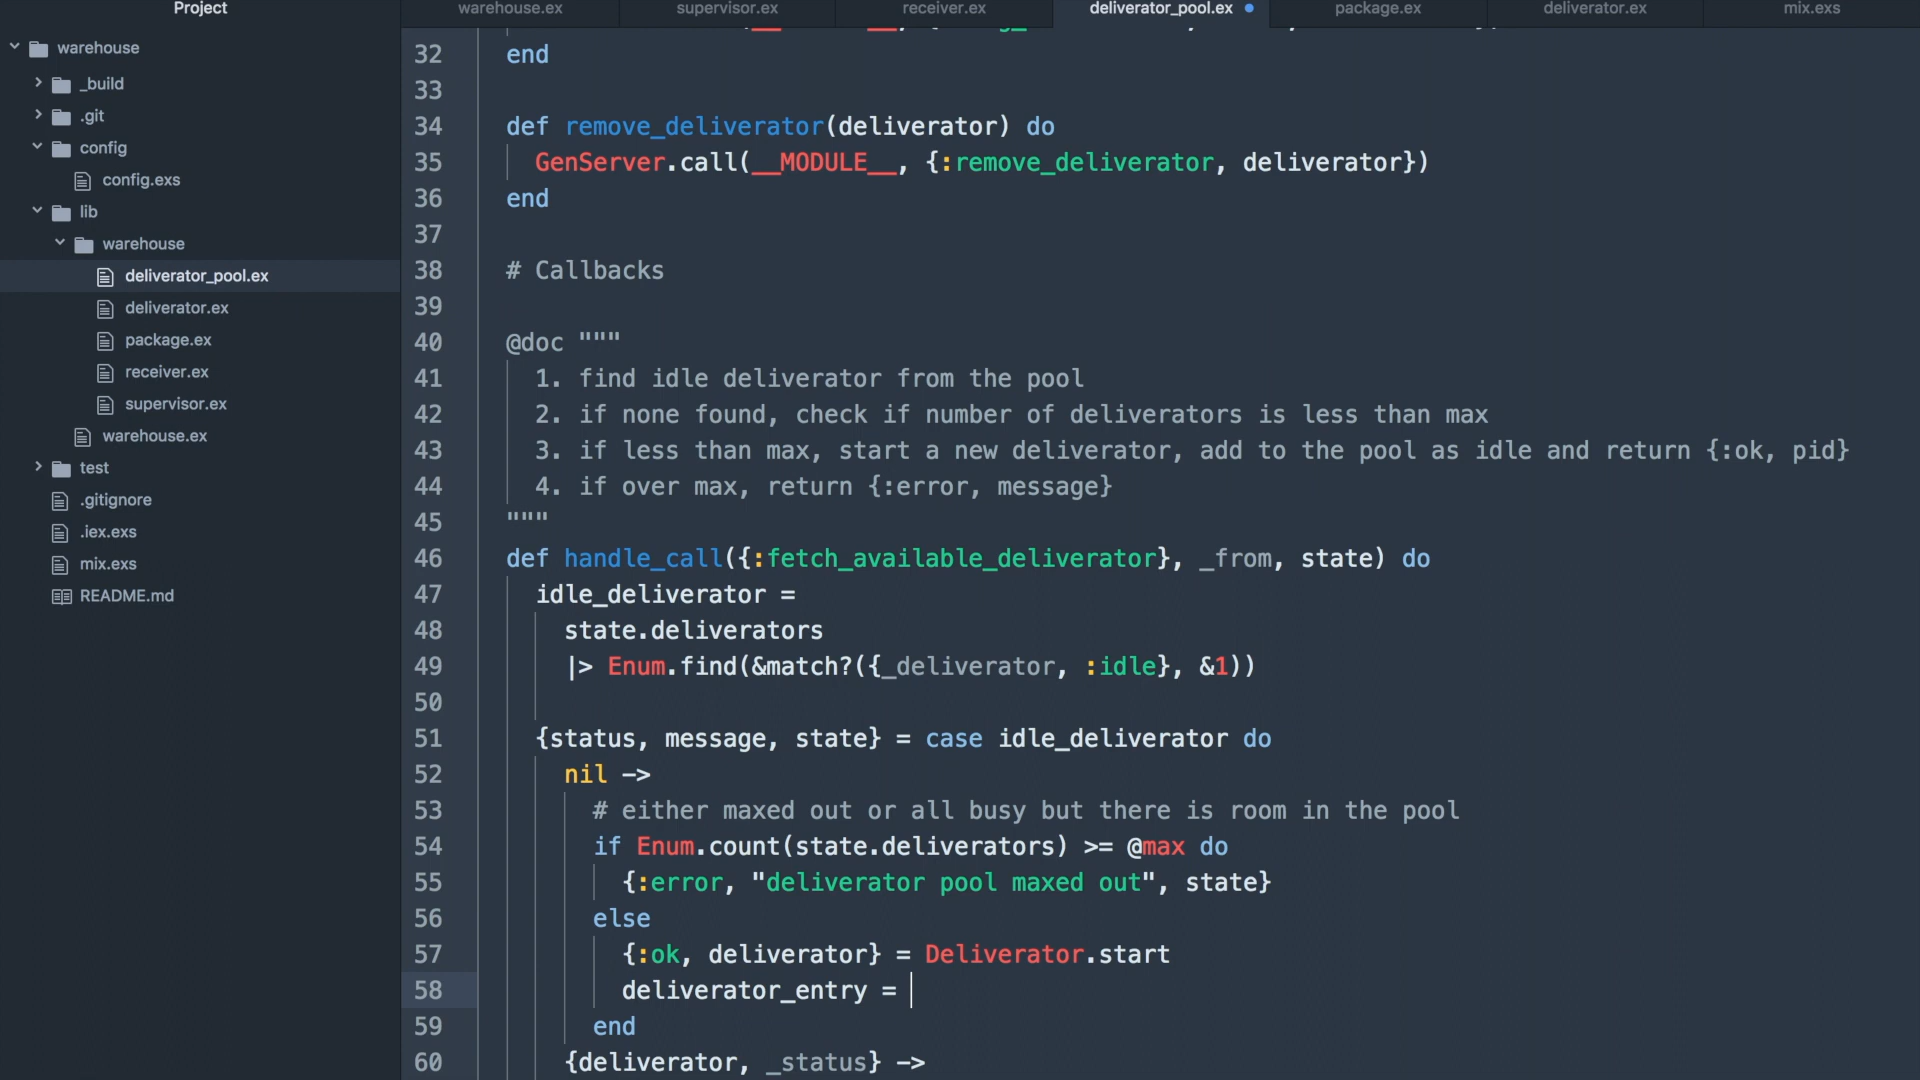 Project
warehouse.ex
supervisor.ex
receiver.ex
deliverator_pool.ex
package.ex
deliverator.ex
mix.exs
warehouse
_build
.git
config
config.exs
lib
warehouse
deliverator_pool.ex
deliverator.ex
package.ex
receiver.ex
supervisor.ex
warehouse.ex
test
.gitignore
.iex.exs
mix.exs
README.md
32 end
33
34 def remove_deliverator(deliverator) do
35 GenServer.call(__MODULE__, {:remove_deliverator, deliverator})
36 end
37
38 # Callbacks
39
40 @doc """
41 1. find idle deliverator from the pool
42 2. if none found, check if number of deliverators is less than max
43 3. if less than max, start a new deliverator, add to the pool as idle and return {:ok, pid}
44 4. if over max, return {:error, message}
45 """
46 def handle_call({:fetch_available_deliverator}, _from, state) do
47 idle_deliverator =
48 state.deliverators
49 |> Enum.find(&match?({_deliverator, :idle}, &1))
50
51 {status, message, state} = case idle_deliverator do
52 nil ->
53 # either maxed out or all busy but there is room in the pool
54 if Enum.count(state.deliverators) >= @max do
55 {:error, "deliverator pool maxed out", state}
56 else
57 {:ok, deliverator} = Deliverator.start
58 deliverator_entry =
59 end
60 {deliverator, _status} ->